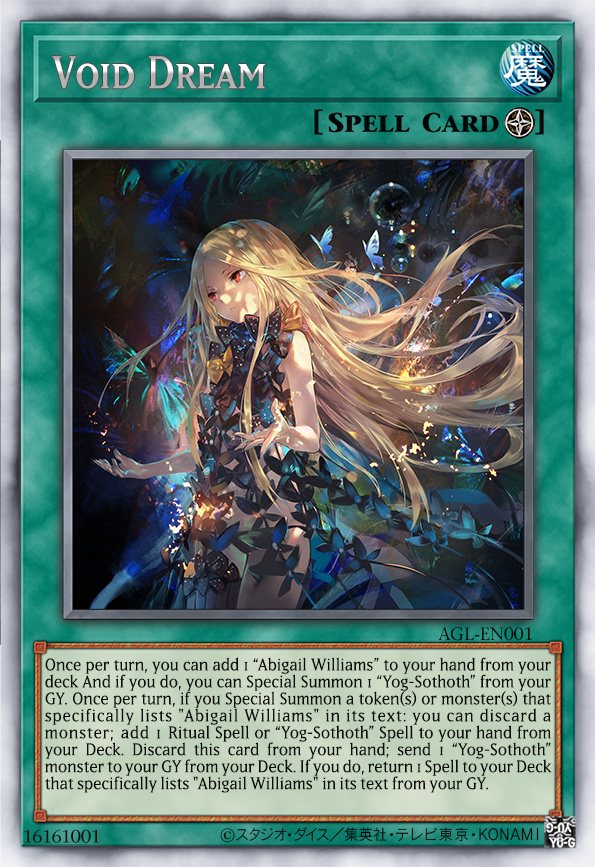 VOID DREAM
SPELL
魔
[SPELL CARD]
AGL-EN001
Once per turn, you can add 1 “Abigail Williams” to your hand from your
deck And if you do, you can Special Summon 1 “Yog-Sothoth” from your
GY. Once per turn, if you Special Summon a token(s) or monster(s) that
specifically lists "Abigail Williams" in its text: you can discard a
monster; add 1 Ritual Spell or “Yog-Sothoth” Spell to your hand from
your Deck. Discard this card from your hand; send 1 “Yog-Sothoth”
monster to your GY from your Deck. If you do, return 1 Spell to your Deck
that specifically lists "Abigail Williams" in its text from your GY.
16161001
©スタジオ・ダイス／集英社・テレビ東京・KONAMI
YU-G
YU-G